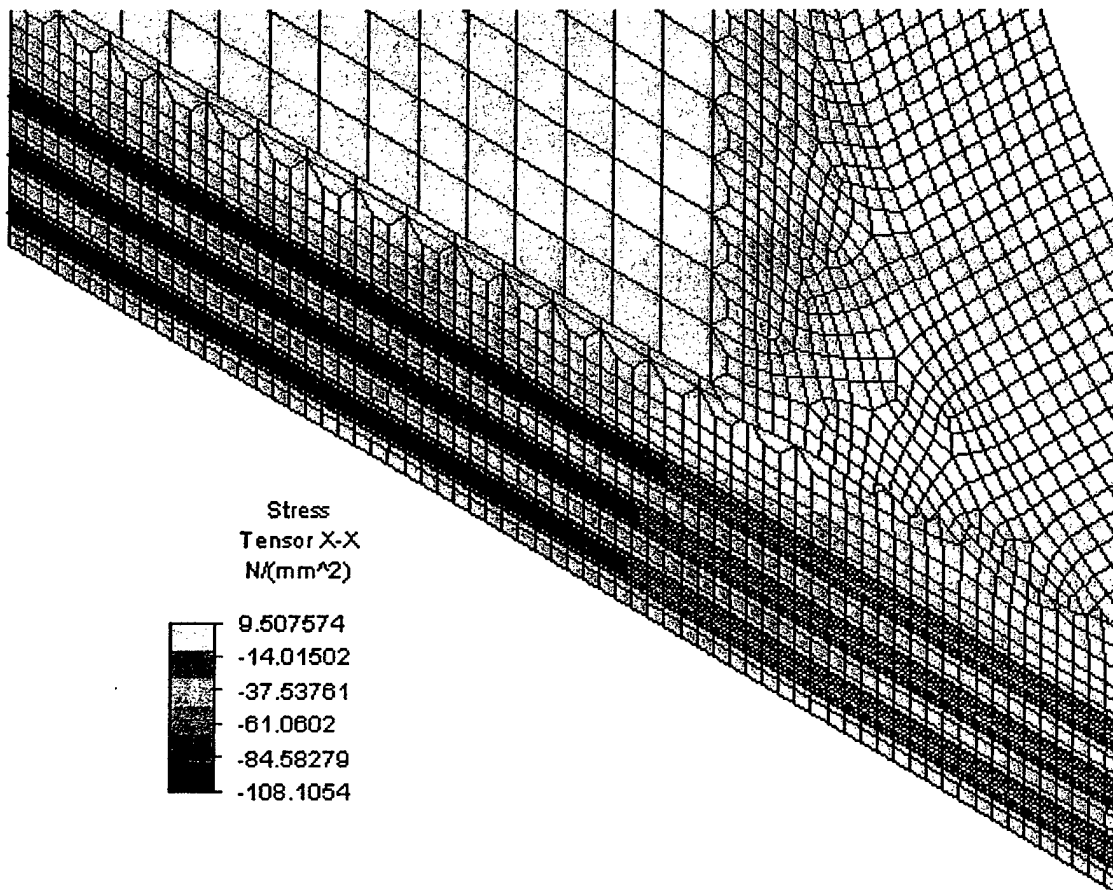 Stress
Tensor X-X
N/(mm^2)
9.507574
-14.01502
-37.53761
-61.0602
-84.58279
-108.1054